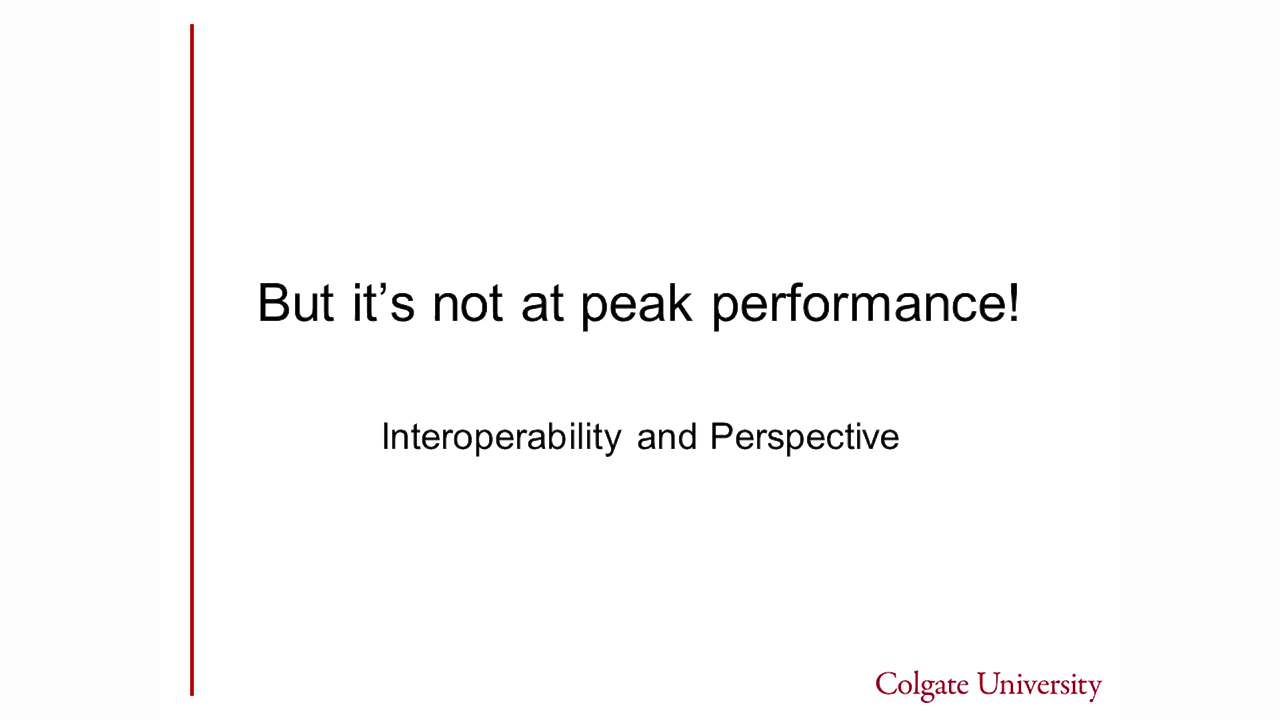 But it’s not at peak performance!
Interoperability and Perspective
Colgate University